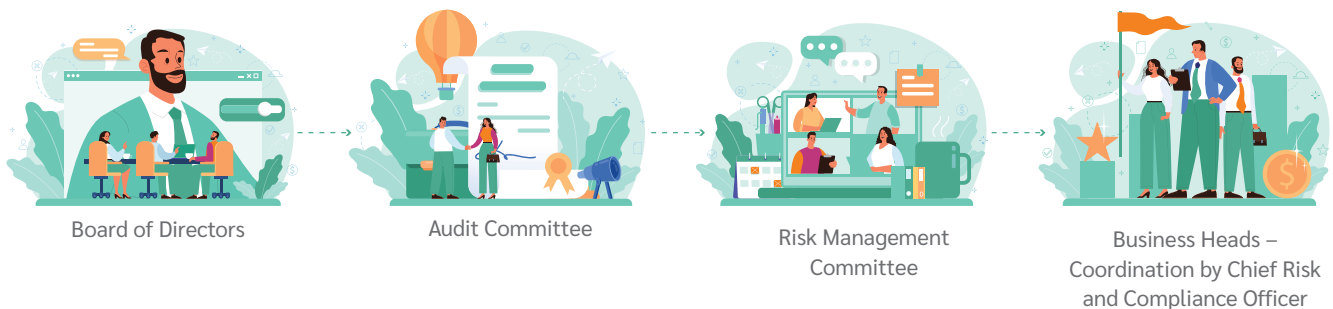 Board of Directors
Audit Committee
Risk Management
Committee
Business Heads –
Coordination by Chief Risk
and Compliance Officer